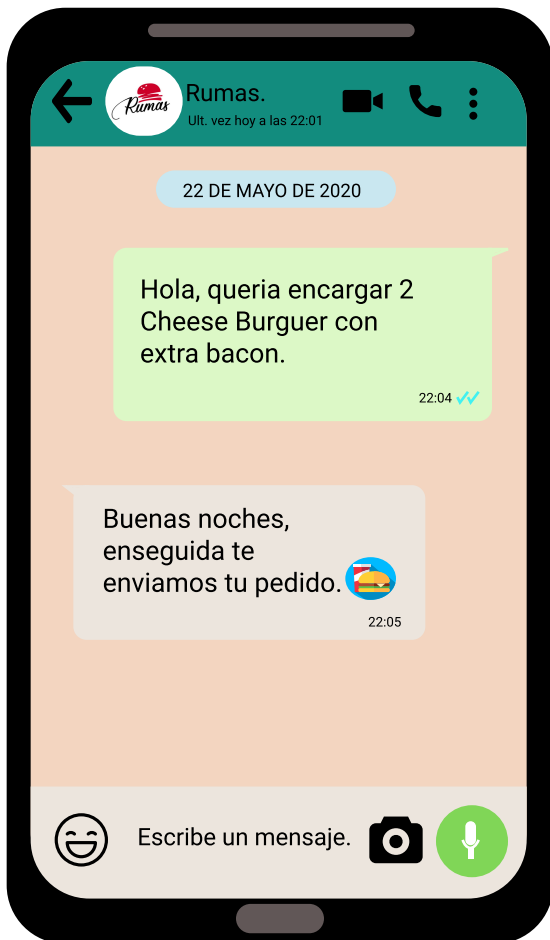 Rumas
Rumas.
Ult. vez hoy a las 22:01
22 DE MAYO DE 2020
Hola, queria encargar 2
Cheese Burguer con
extra bacon.
22:04
Buenas noches,
enseguida te
enviamos tu pedido.
22:05
Escribe un mensaje.